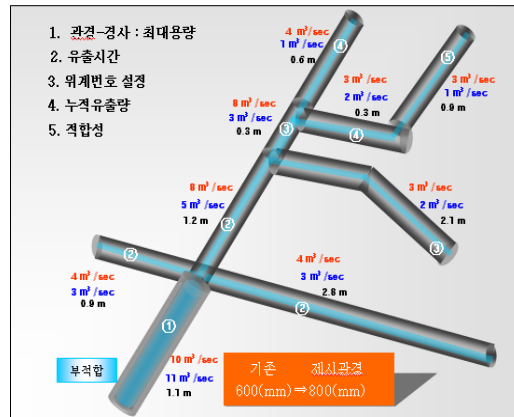 1. 관경-경사 : 최대용량
2. 유출시간
3. 위계번호 설정
4. 누적유출량
5. 적합성
4 m³/sec
1 m³/sec
0.6 m
④
⑤
3 m³/sec
1 m³/sec
0.9 m
3 m³/sec
2 m³/sec
0.3 m
④
8 m³/sec
3 m³/sec
0.3 m
③
8 m³/sec
5 m³/sec
1.2 m
②
3 m³/sec
2 m³/sec
2.1 m
③
②
4 m³/sec
3 m³/sec
0.9 m
4 m³/sec
3 m³/sec
2.8 m
②
①
부적합
10 m³/sec
11 m³/sec
1.1 m
기존 제시관경
600(mm)⇒800(mm)